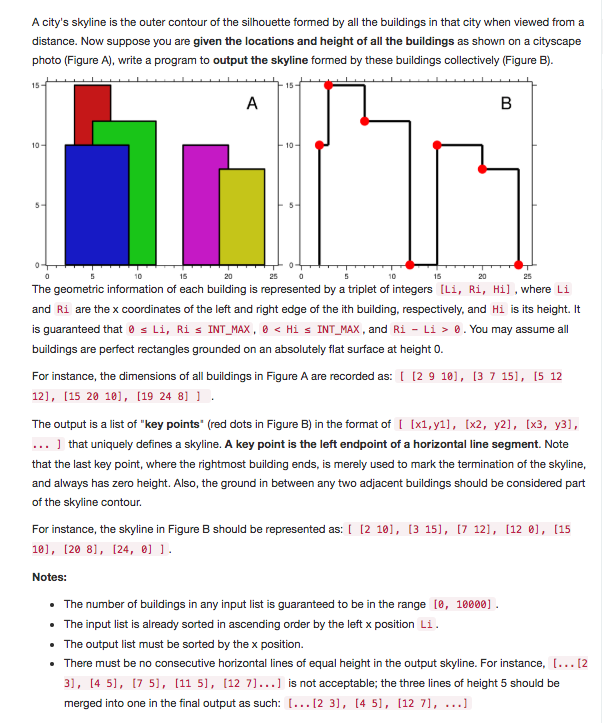 A city's skyline is the outer contour of the silhouette formed by all the buildings in that city when viewed from a
distance. Now suppose you are given the locations and height of all the buildings as shown on a cityscape
photo (Figure A), write a program to output the skyline formed by these buildings collectively (Figure B).
15
10
5
0
A
0 5 10 15 20 25
15
10
5
0
B
0 5 10 15 20 25
The geometric information of each building is represented by a triplet of integers [Li, Ri, Hi] , where Li
and Ri are the x coordinates of the left and right edge of the ith building, respectively, and Hi is its height. It
is guaranteed that 0 ≤ Li, Ri ≤ INT_MAX , 0 < Hi ≤ INT_MAX , and Ri - Li > 0 . You may assume all
buildings are perfect rectangles grounded on an absolutely flat surface at height 0.
For instance, the dimensions of all buildings in Figure A are recorded as: [ [2 9 10], [3 7 15], [5 12
12], [15 20 10], [19 24 8] ] .
The output is a list of "key points" (red dots in Figure B) in the format of [ [x1,y1], [x2, y2], [x3, y3],
... ] that uniquely defines a skyline. A key point is the left endpoint of a horizontal line segment. Note
that the last key point, where the rightmost building ends, is merely used to mark the termination of the skyline,
and always has zero height. Also, the ground in between any two adjacent buildings should be considered part
of the skyline contour.
For instance, the skyline in Figure B should be represented as: [ [2 10], [3 15], [7 12], [12 0], [15
10], [20 8], [24, 0] ] .
Notes:
• The number of buildings in any input list is guaranteed to be in the range [0, 10000] .
• The input list is already sorted in ascending order by the left x position Li .
• The output list must be sorted by the x position.
• There must be no consecutive horizontal lines of equal height in the output skyline. For instance, [...[2
3], [4 5], [7 5], [11 5], [12 7]...] is not acceptable; the three lines of height 5 should be
merged into one in the final output as such: [...[2 3], [4 5], [12 7], ...]